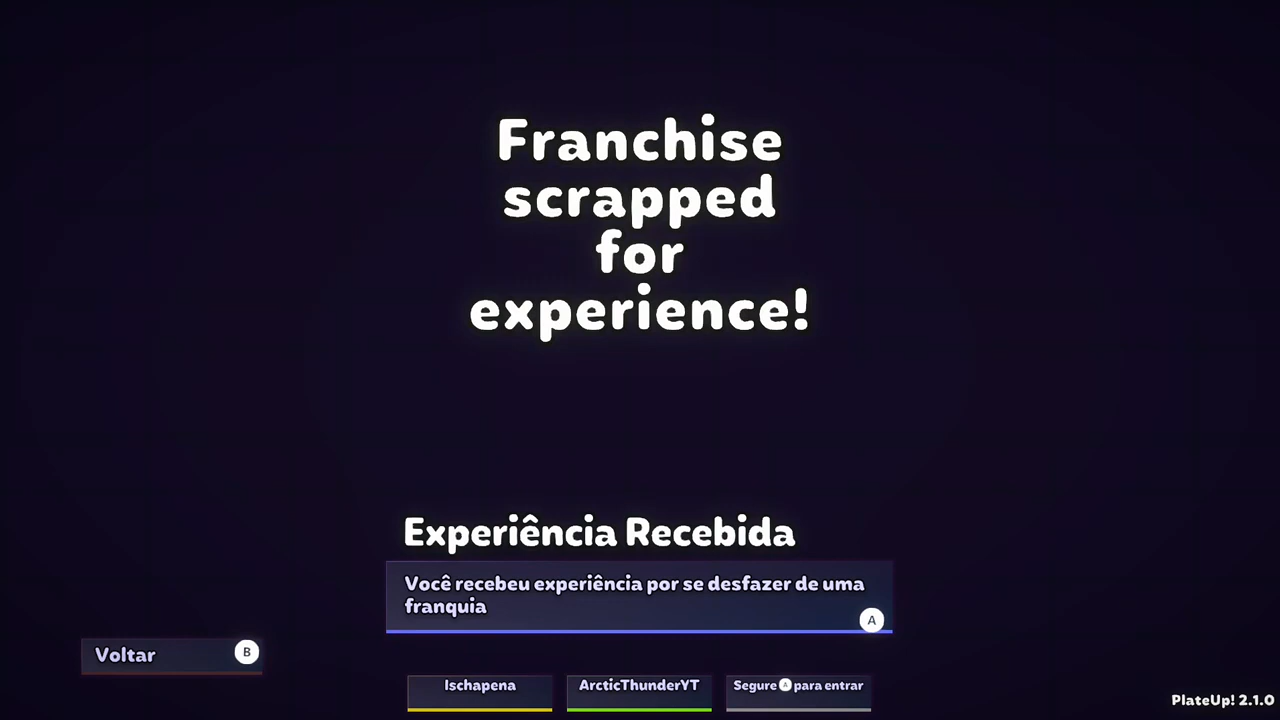 Franchise
scrapped
for
experience!
Experiência Recebida
Você recebeu experiência por se desfazer de uma
franquia
A
Voltar
B
Ischapena
ArcticThunderYT
Segure A para entrar
PlateUp! 2.1.0